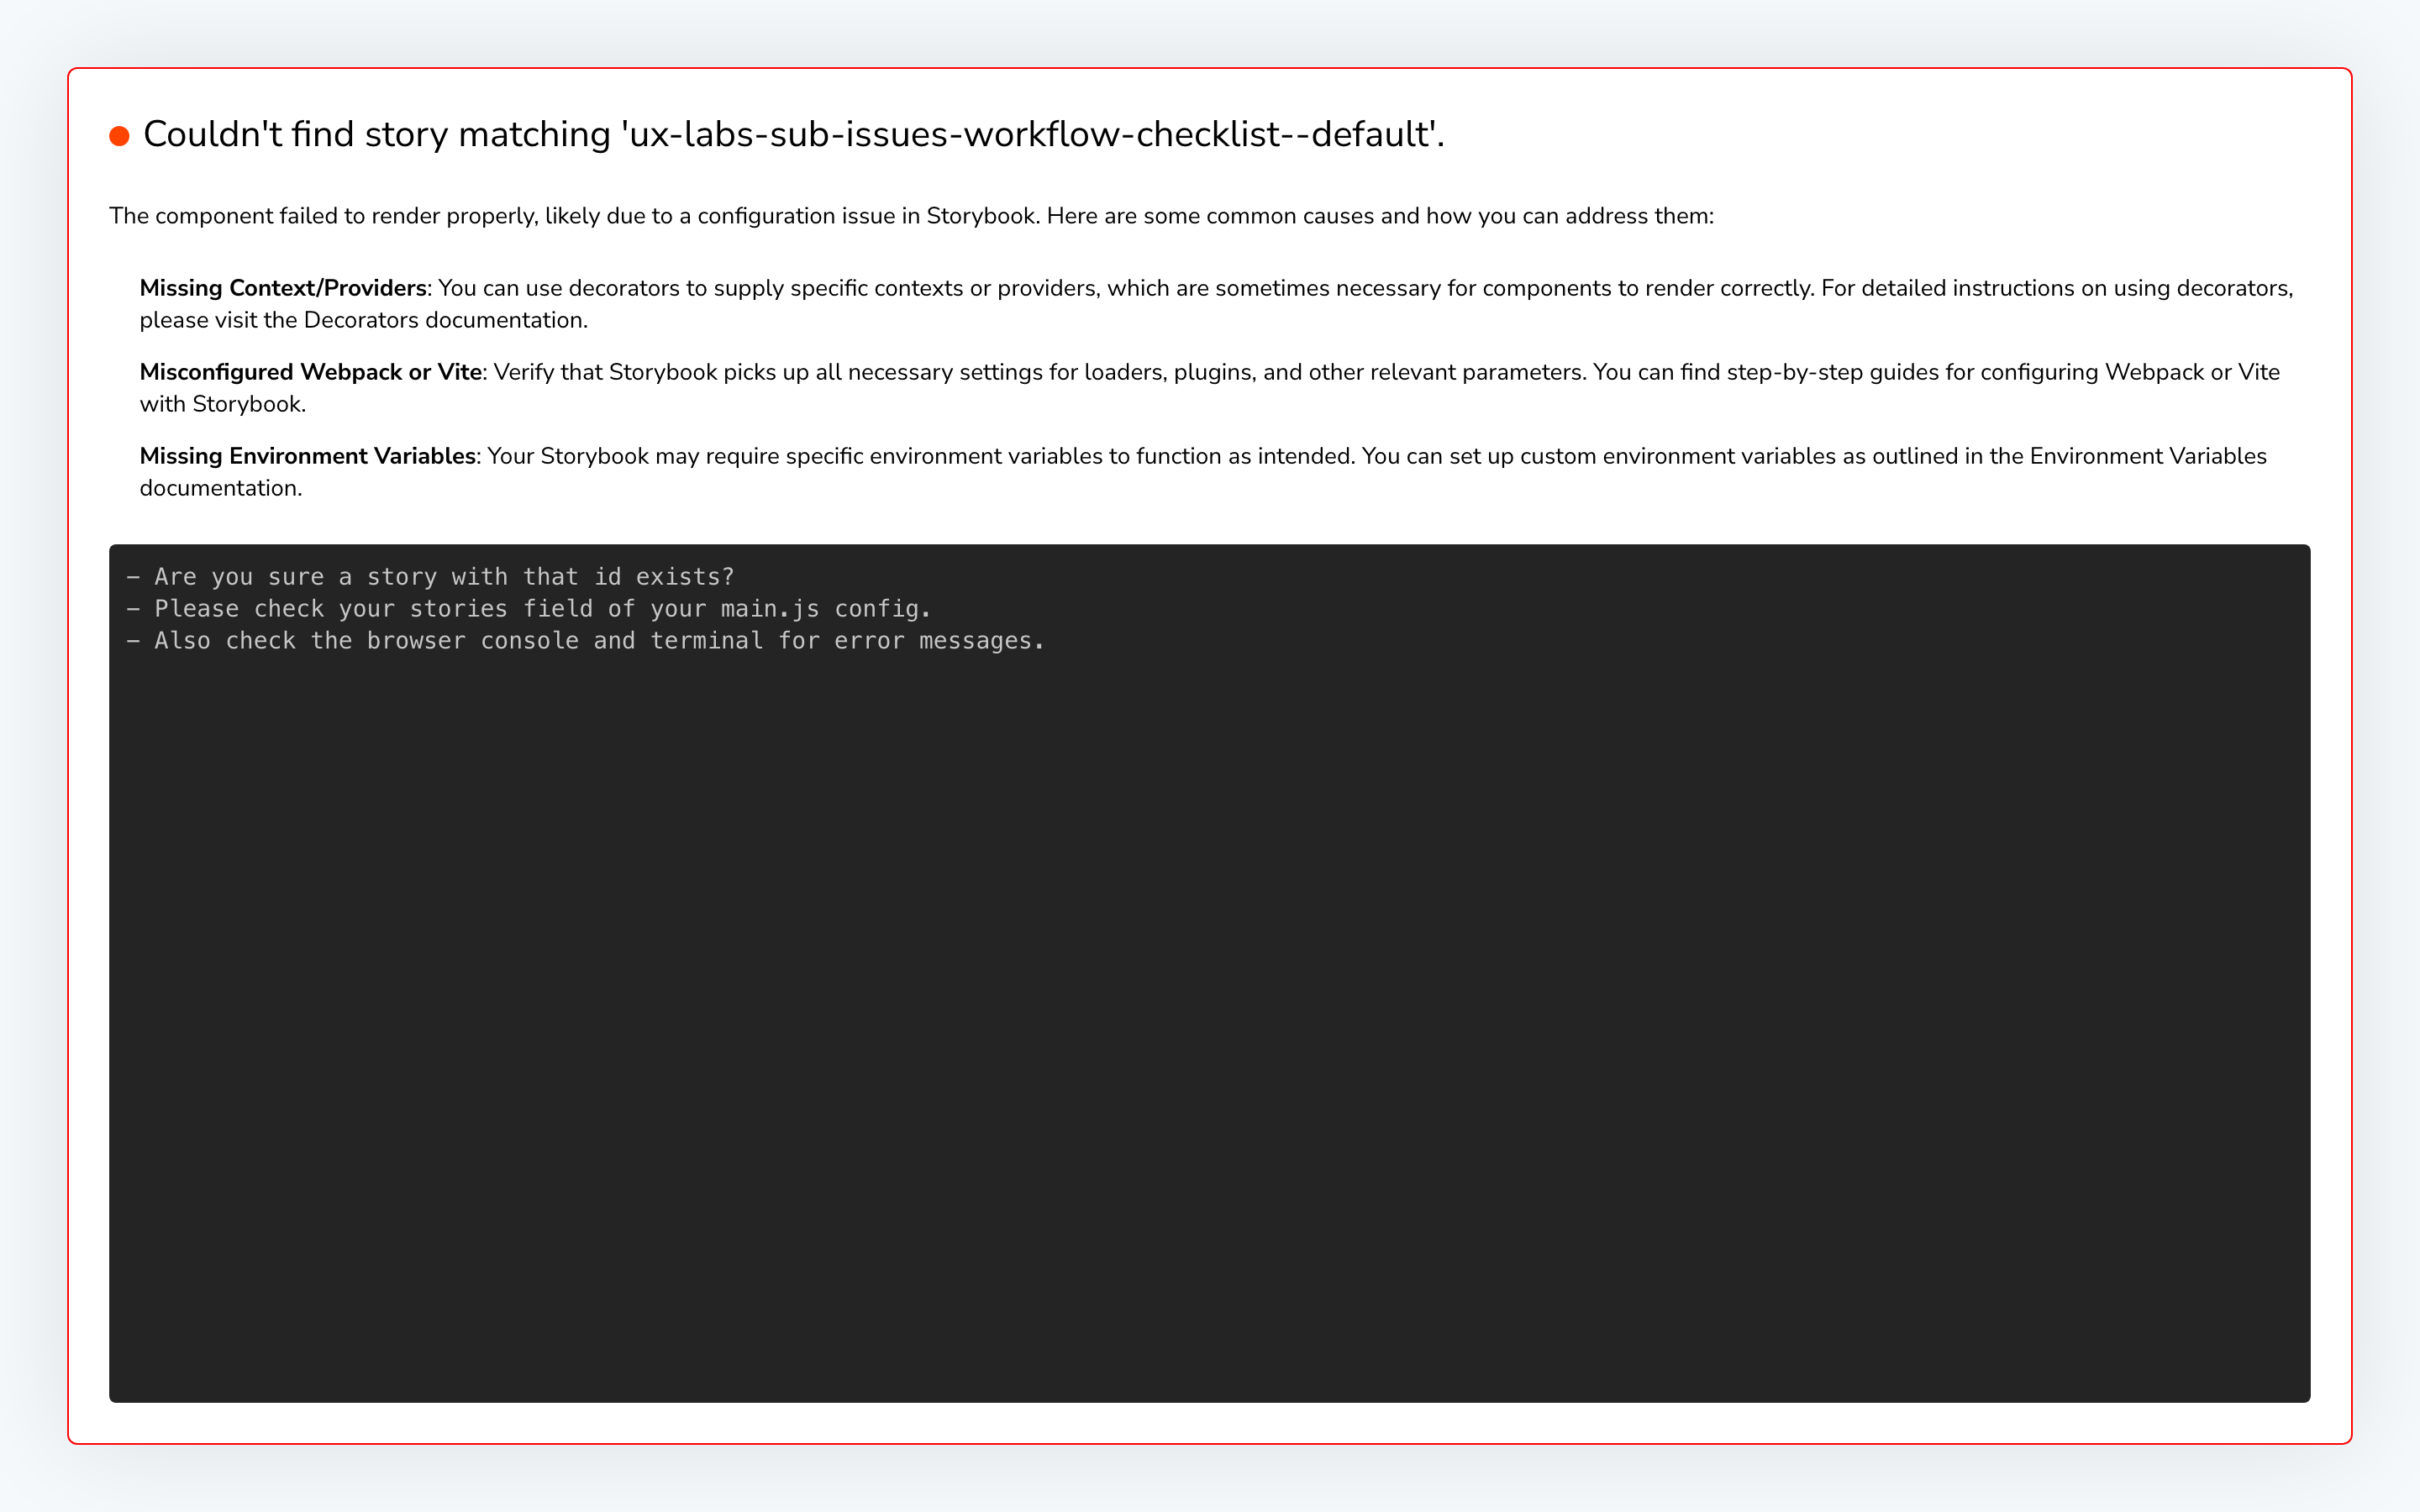 Couldn't find story matching 'ux-labs-sub-issues-workflow-checklist--default'.
The component failed to render properly, likely due to a configuration issue in Storybook. Here are some common causes and how you can address them:
Missing Context/Providers: You can use decorators to supply specific contexts or providers, which are sometimes necessary for components to render correctly. For detailed instructions on using decorators,
please visit the Decorators documentation.
Misconfigured Webpack or Vite: Verify that Storybook picks up all necessary settings for loaders, plugins, and other relevant parameters. You can find step-by-step guides for configuring Webpack or Vite
with Storybook.
Missing Environment Variables: Your Storybook may require specific environment variables to function as intended. You can set up custom environment variables as outlined in the Environment Variables
documentation.
- Are you sure a story with that id exists?
- Please check your stories field of your main.js config.
- Also check the browser console and terminal for error messages.